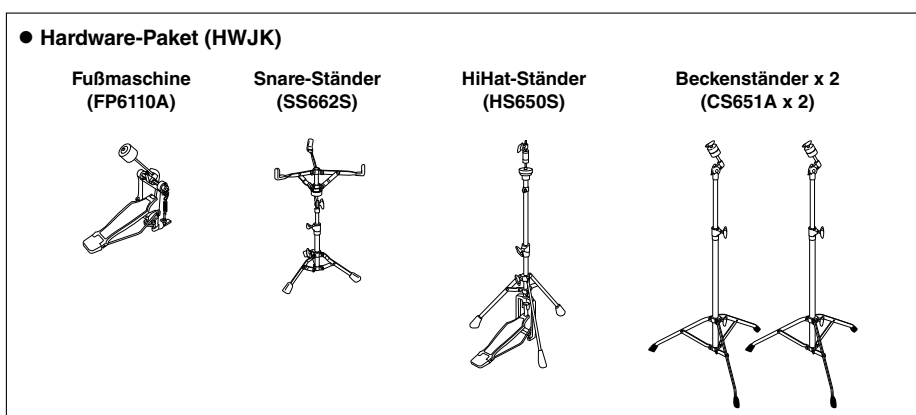 ● Hardware-Paket (HWJK)
Fußmaschine
(FP6110A)
Snare-Ständer
(SS662S)
HiHat-Ständer
(HS650S)
Beckenständer x 2
(CS651A x 2)